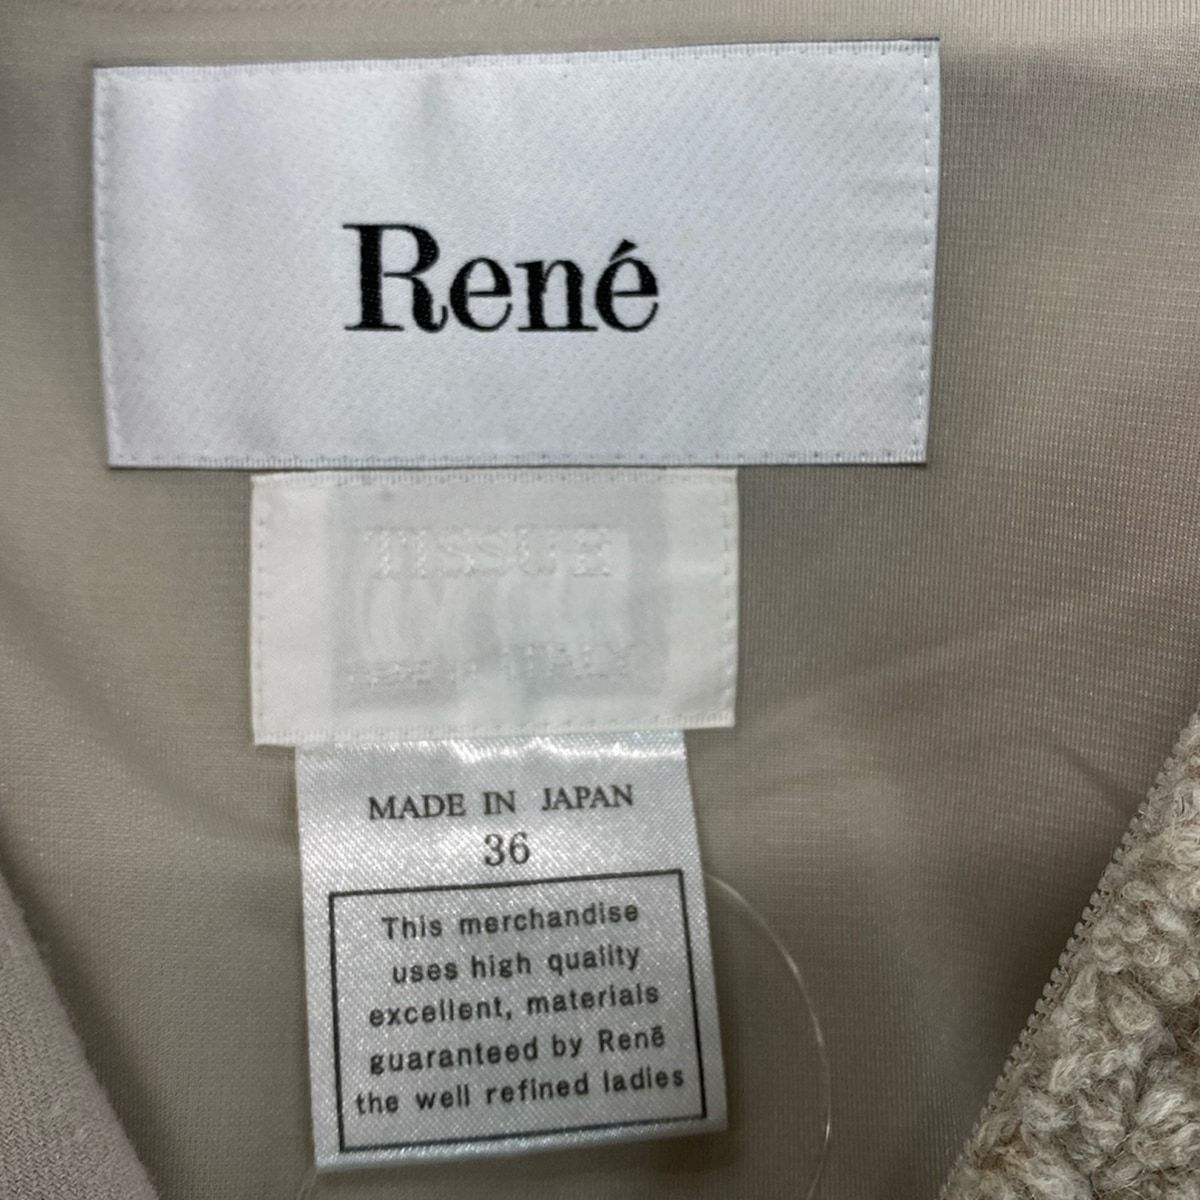 René
TISSUE
ITALY
MADE IN JAPAN
36
This merchandise
uses high quality
excellent, materials
guaranteed by Renē
the well refined ladies